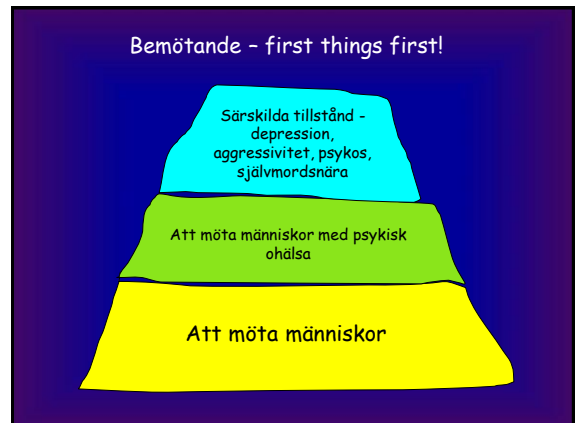 Bemötande – first things first!
Särskilda tillstånd -
depression,
aggressivitet, psykos,
självmordsnära
Att möta människor med psykisk
ohälsa
Att möta människor